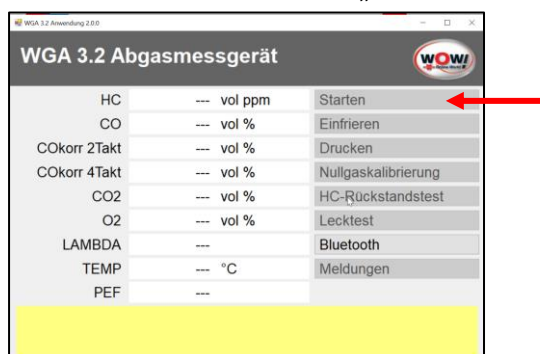 WGA 3.2 Anwendung 2.0.0
WGA 3.2 Abgasmessgerät
WOW!
HC --- vol ppm Starten
CO --- vol % Einfrieren
COkorr 2Takt --- vol % Drucken
COkorr 4Takt --- vol % Nullgaskalibrierung
CO2 --- vol % HC-Rückstandstest
O2 --- vol % Lecktest
LAMBDA --- Bluetooth
TEMP --- °C Meldungen
PEF ---